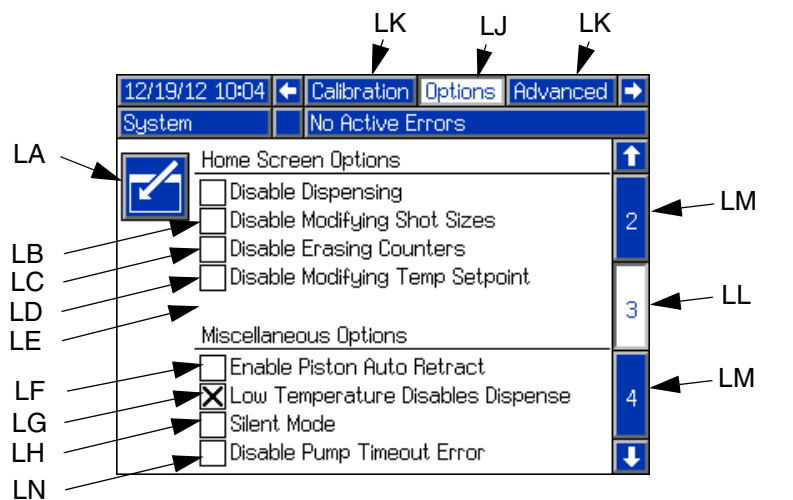 LK LJ LK
12/19/12 10:04 Calibration Options Advanced
System No Active Errors
LA Home Screen Options
Disable Dispensing
LB Disable Modifying Shot Sizes 2 LM
LC Disable Erasing Counters
LD Disable Modifying Temp Setpoint
LE 3 LL
Miscellaneous Options
LF Enable Piston Auto Retract
LG Low Temperature Disables Dispense 4 LM
LH Silent Mode
LN Disable Pump Timeout Error